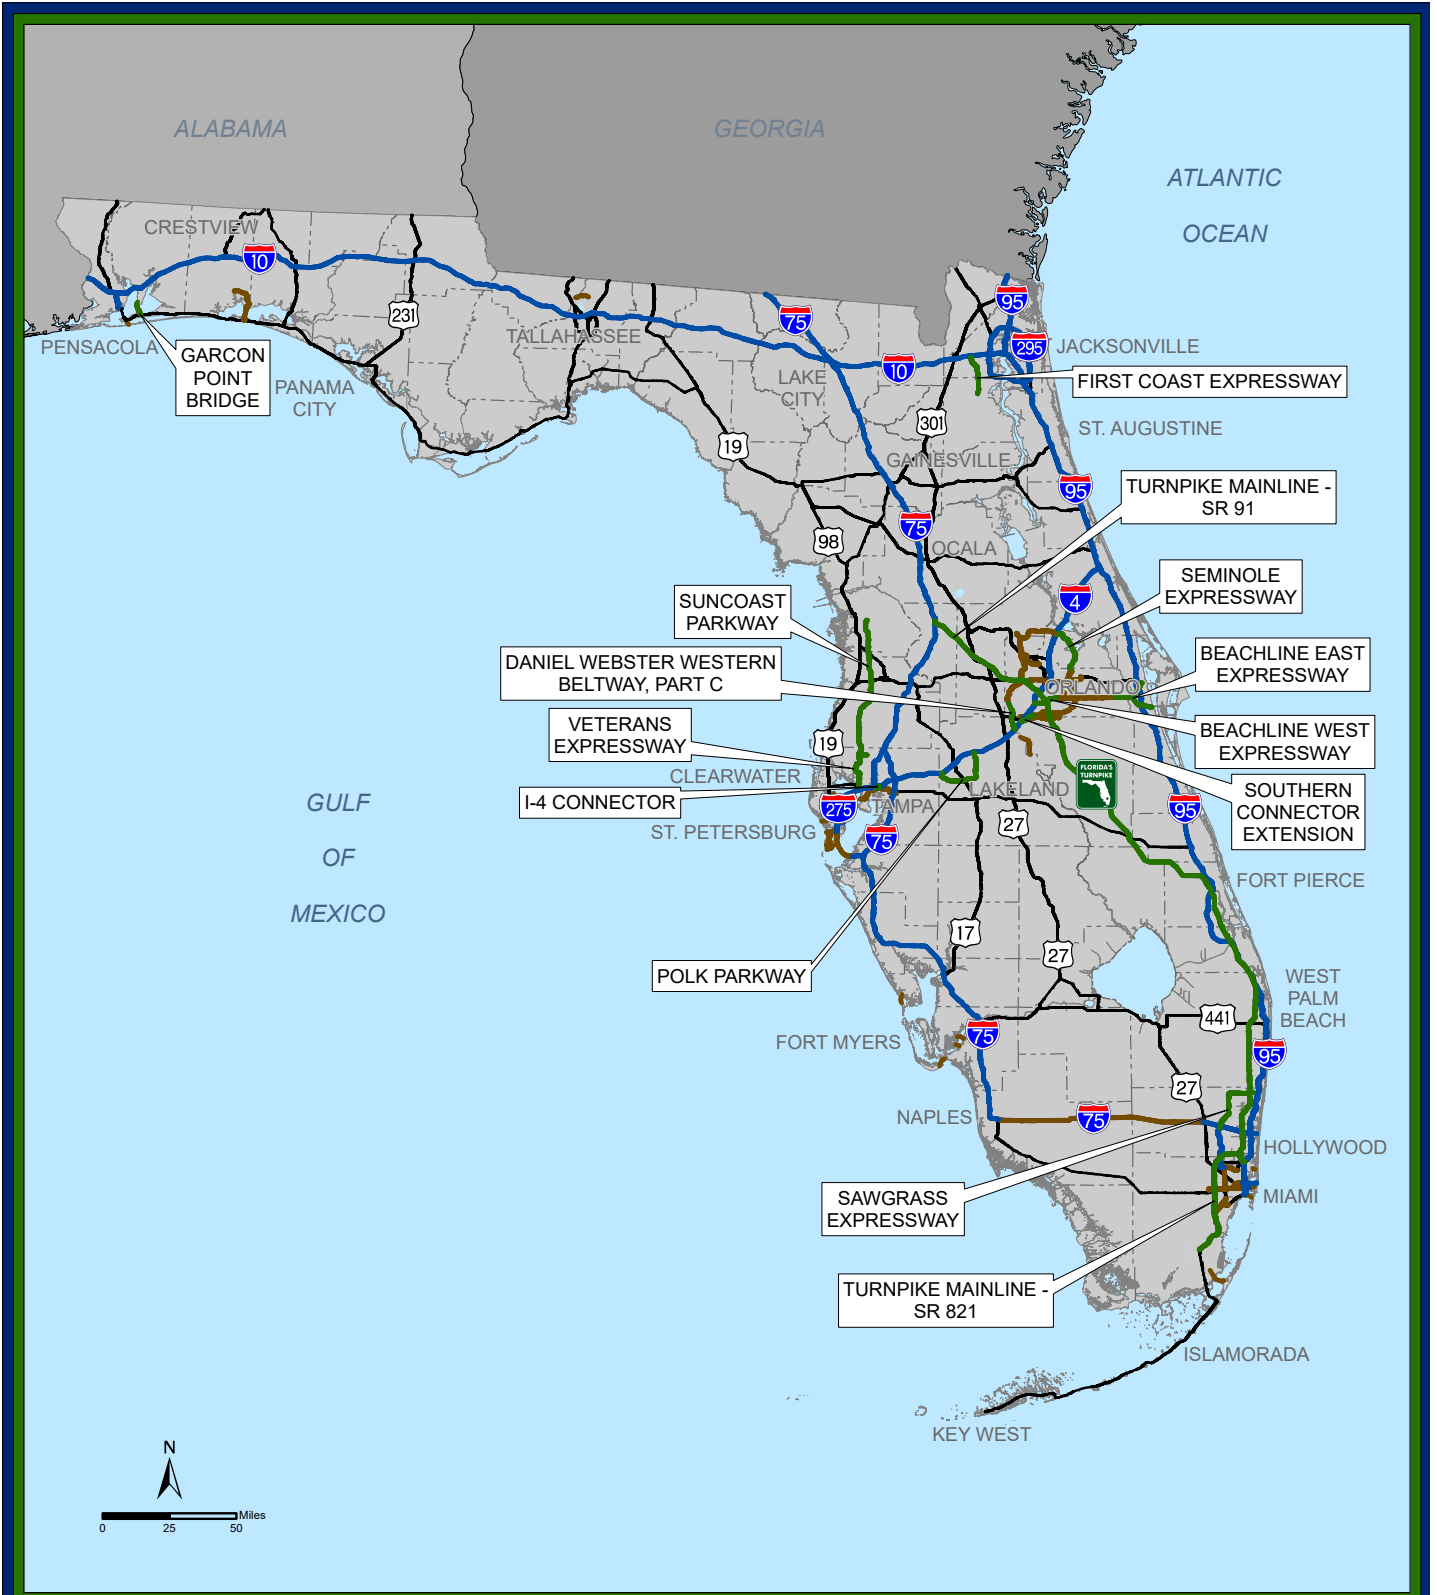 ALABAMA
GEORGIA
ATLANTIC
OCEAN
CRESTVIEW
10
95
75
231
TALLAHASSEE
295
JACKSONVILLE
PENSACOLA
GARCON
POINT
BRIDGE
PANAMA
CITY
LAKE
CITY
10
FIRST COAST EXPRESSWAY
301
ST. AUGUSTINE
19
GAINESVILLE
95
TURNPIKE MAINLINE -
SR 91
75
98
OCALA
4
SEMINOLE
EXPRESSWAY
SUNCOAST
PARKWAY
DANIEL WEBSTER WESTERN
BELTWAY, PART C
BEACHLINE EAST
EXPRESSWAY
ORLANDO
VETERANS
EXPRESSWAY
19
BEACHLINE WEST
EXPRESSWAY
CLEARWATER
FLORIDA'S
TURNPIKE
LAKELAND
I-4 CONNECTOR
275
TAMPA
95
SOUTHERN
CONNECTOR
EXTENSION
GULF
OF
MEXICO
ST. PETERSBURG
75
27
FORT PIERCE
17
27
POLK PARKWAY
WEST
PALM
BEACH
441
FORT MYERS
75
95
27
NAPLES
75
HOLLYWOOD
SAWGRASS
EXPRESSWAY
MIAMI
TURNPIKE MAINLINE -
SR 821
ISLAMORADA
KEY WEST
N
Miles
0 25 50